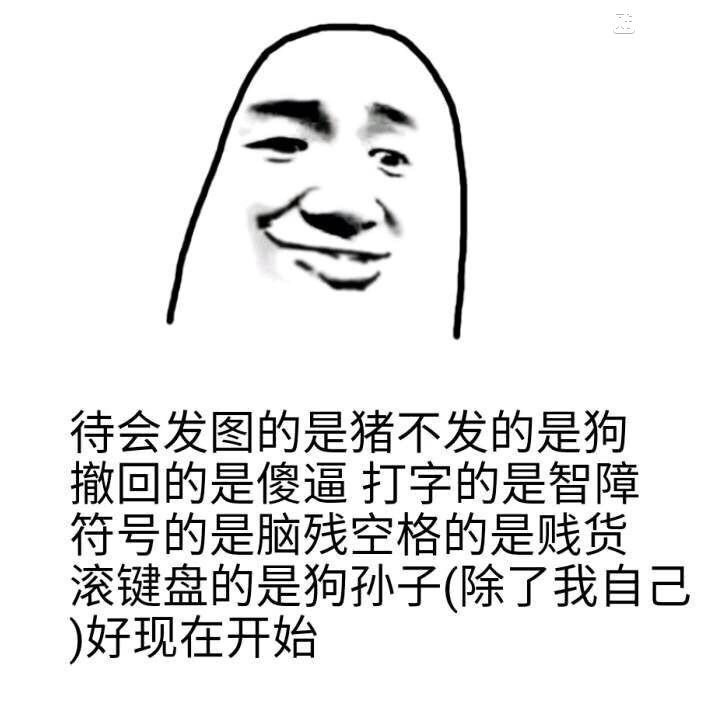 待会发图的是猪不发的是狗
撤回的是傻逼 打字的是智障
符号的是脑残空格的是贱货
滚键盘的是狗孙子(除了我自己
)好现在开始